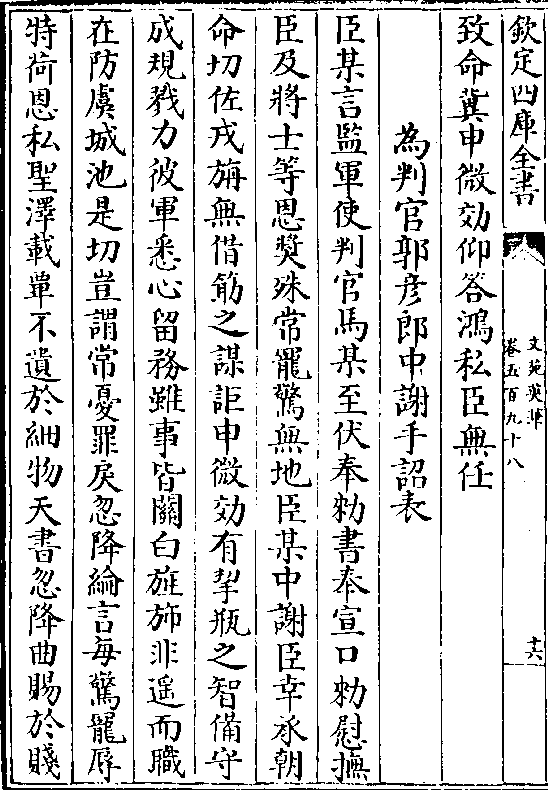 欽定四庫全書
文苑英華
卷五百九十八
十六
致命冀申微効仰答鴻私臣無任
為判官郭彥郎中謝手詔表
臣某言監軍使判官馬某至伏奉勑書奉宣口勑慰撫
臣及將士等恩奬殊常寵驚無地臣某中謝臣幸承朝
命切佐戎旃無借筯之謀詎申微効有挈瓶之智備守
成規戮力彼軍悉心留務雖事皆關白旌斾非遥而職
在防虞城池是切豈謂常憂罪戾忽降綸言每驚寵辱
特荷恩私聖澤載覃不遺於細物天書忽降曲賜於賤